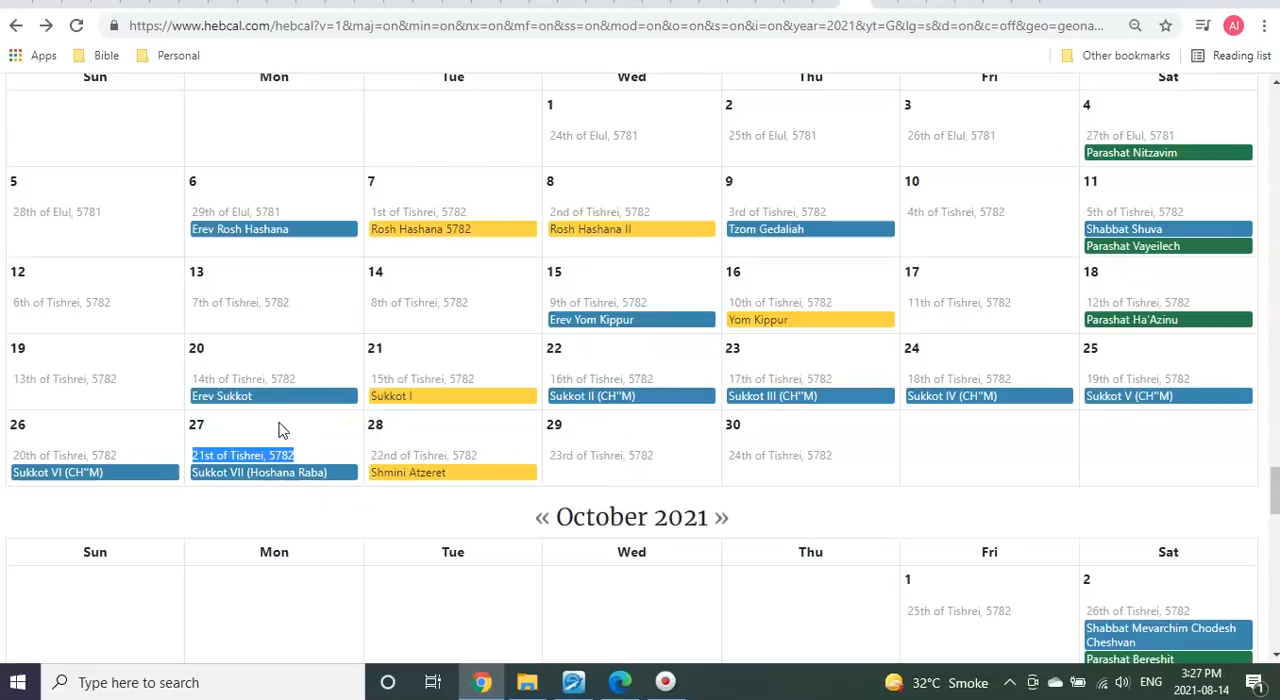 https://www.hebcal.com/hebcal?v=1&maj=on&min=on&nx=on&mf=on&ss=on&mod=on&o=on&s=on&i=on&year=2021&yt=G&lg=s&d=on&c=off&geo=geona...
AI
Apps Bible Personal Other bookmarks Reading list
Sun Mon Tue Wed Thu Fri Sat
1 2 3 4
24th of Elul, 5781 25th of Elul, 5781 26th of Elul, 5781 27th of Elul, 5781
Parashat Nitzavim
5 6 7 8 9 10 11
28th of Elul, 5781 29th of Elul, 5781 1st of Tishrei, 5782 2nd of Tishrei, 5782 3rd of Tishrei, 5782 4th of Tishrei, 5782 5th of Tishrei, 5782
Erev Rosh Hashana Rosh Hashana 5782 Rosh Hashana II Tzom Gedaliah Shabbat Shuva
Parashat Vayeilech
12 13 14 15 16 17 18
6th of Tishrei, 5782 7th of Tishrei, 5782 8th of Tishrei, 5782 9th of Tishrei, 5782 10th of Tishrei, 5782 11th of Tishrei, 5782 12th of Tishrei, 5782
Erev Yom Kippur Yom Kippur Parashat Ha'Azinu
19 20 21 22 23 24 25
13th of Tishrei, 5782 14th of Tishrei, 5782 15th of Tishrei, 5782 16th of Tishrei, 5782 17th of Tishrei, 5782 18th of Tishrei, 5782 19th of Tishrei, 5782
Erev Sukkot Sukkot I Sukkot II (CH''M) Sukkot III (CH''M) Sukkot IV (CH''M) Sukkot V (CH''M)
26 27 28 29 30
20th of Tishrei, 5782 21st of Tishrei, 5782 22nd of Tishrei, 5782 23rd of Tishrei, 5782 24th of Tishrei, 5782
Sukkot VI (CH''M) Sukkot VII (Hoshana Raba) Shmini Atzeret
« October 2021 »
Sun Mon Tue Wed Thu Fri Sat
1 2
25th of Tishrei, 5782 26th of Tishrei, 5782
Shabbat Mevarchim Chodesh
Cheshvan
Parashat Bereshit
Type here to search
32°C Smoke ENG
3:27 PM
2021-08-14
1